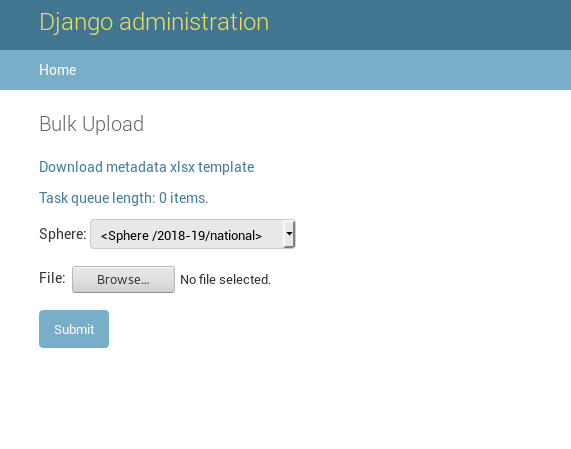 Django administration
Home
Bulk Upload
Download metadata xlsx template
Task queue length: 0 items.
Sphere: <Sphere /2018-19/national>
File: Browse... No file selected.
Submit